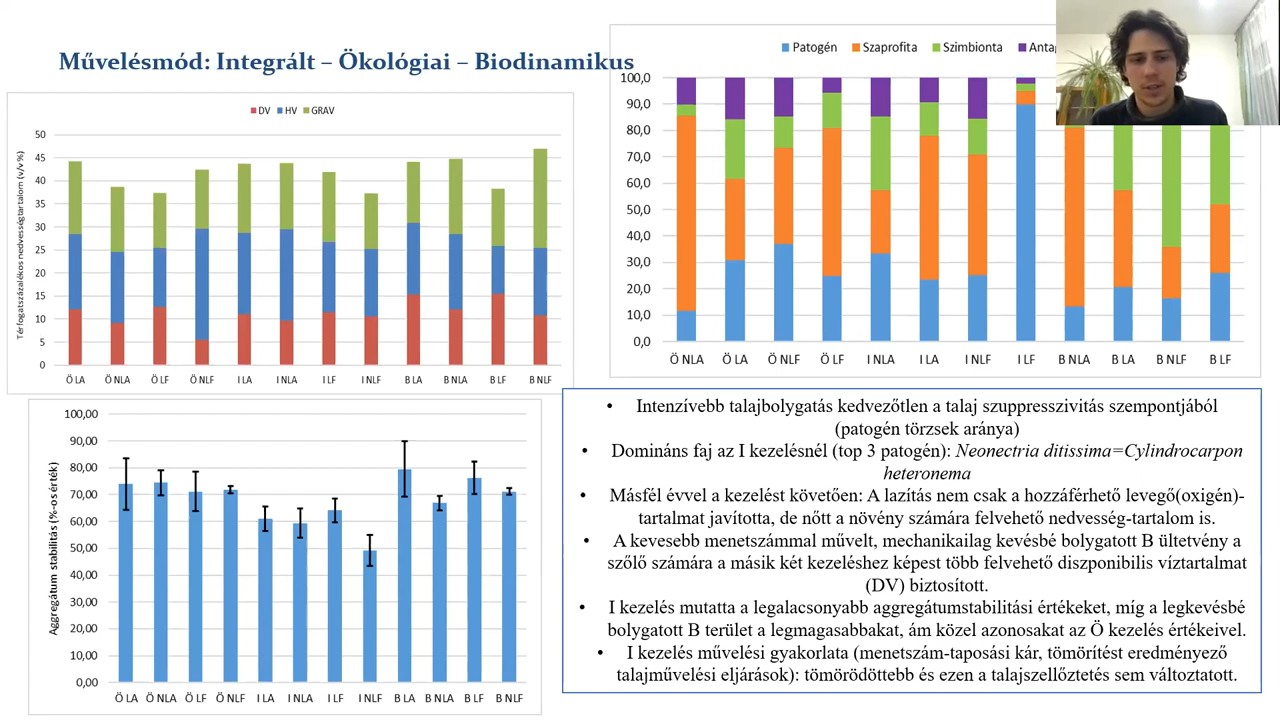 Művelésmód: Integrált – Ökológiai – Biodinamikus
DV HV GRAV
Térfogatszázalékos nedvességtartalom (v/v %)
50
45
40
35
30
25
20
15
10
5
0
Ö LA Ö NLA Ö LF Ö NLF I LA I NLA I LF I NLF B LA B NLA B LF B NLF
Patogén Szaprofita Szimbionta
100,0
90,0
80,0
70,0
60,0
50,0
40,0
30,0
20,0
10,0
0,0
Ö NLA Ö LA Ö NLF Ö LF I NLA I LA I NLF I LF B NLA B LA B NLF B LF
Aggregátum stabilitás (%-os érték)
100,00
90,00
80,00
70,00
60,00
50,00
40,00
30,00
20,00
10,00
0,00
Ö LA Ö NLA Ö LF Ö NLF I LA I NLA I LF I NLF B LA B NLA B LF B NLF
• Intenzívebb talajbolygatás kedvezőtlen a talaj szuppresszivitás szempontjából
(patogén törzsek aránya)
• Domináns faj az I kezelésnél (top 3 patogén): Neonectria ditissima=Cylindrocarpon
heteronema
• Másfél évvel a kezelést követően: A lazítás nem csak a hozzáférhető levegő(oxigén)-
tartalmat javította, de nőtt a növény számára felvehető nedvesség-tartalom is.
• A kevesebb menetszámmal művelt, mechanikailag kevésbé bolygatott B ültetvény a
szőlő számára a másik két kezeléshez képest több felvehető diszponibilis víztartalmat
(DV) biztosított.
• I kezelés mutatta a legalacsonyabb aggregátumstabilitási értékeket, míg a legkevésbé
bolygatott B terület a legmagasabbakat, ám közel azonosakat az Ö kezelés értékeivel.
• I kezelés művelési gyakorlata (menetszám-taposási kár, tömörítést eredményező
talajművelési eljárások): tömörödöttebb és ezen a talajszellőztetés sem változtatott.